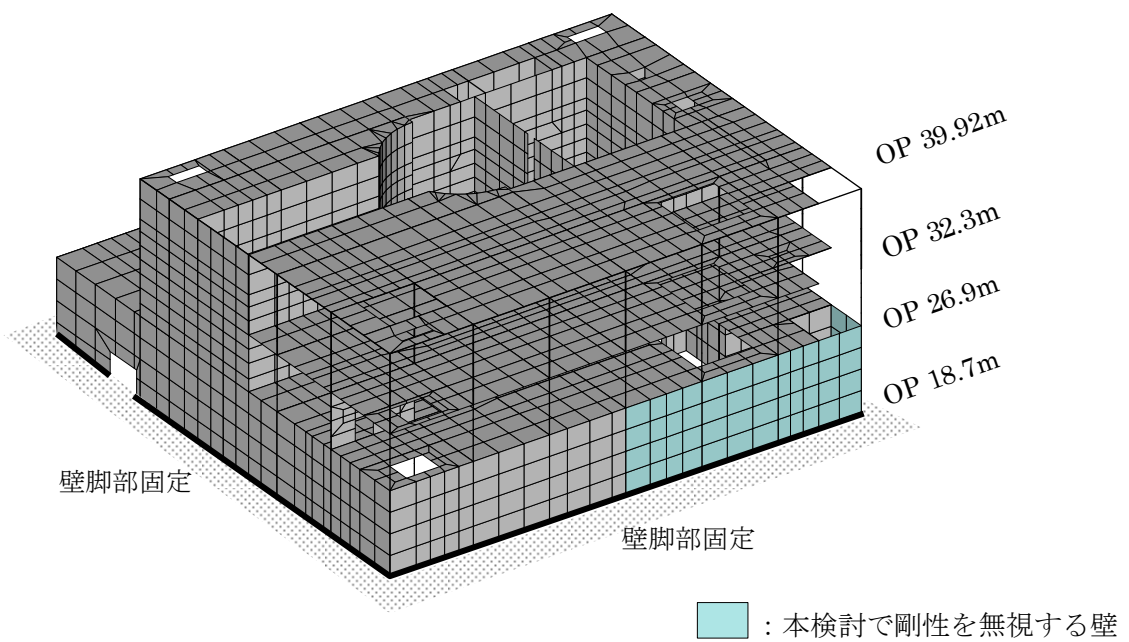 OP 39.92m
OP 32.3m
OP 26.9m
OP 18.7m
壁脚部固定
壁脚部固定
：本検討で剛性を無視する壁